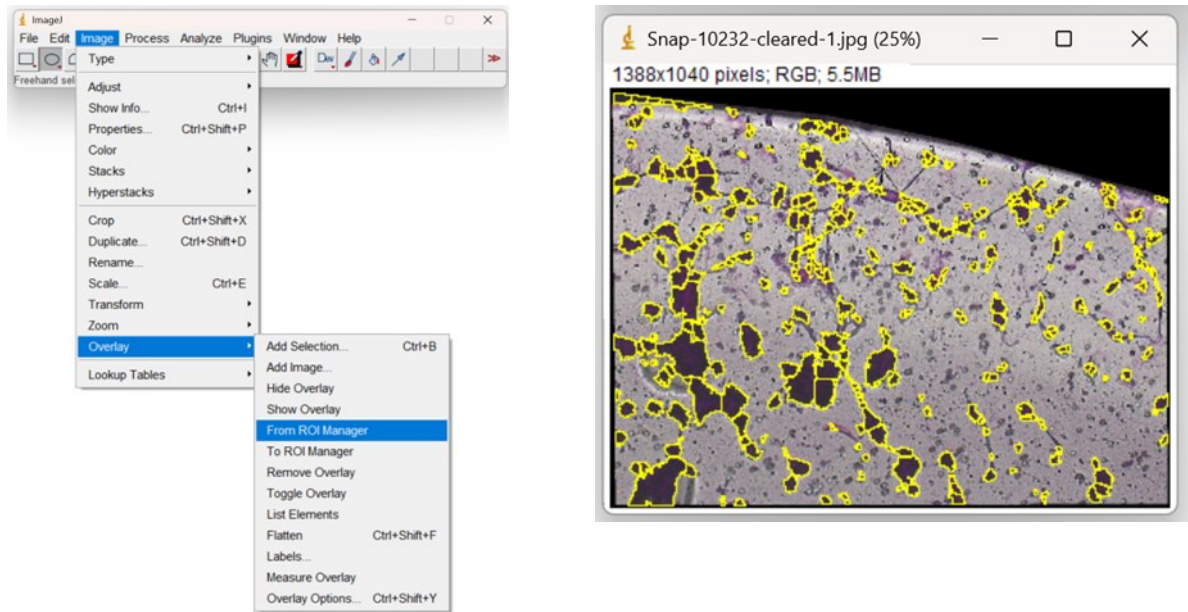 ImageJ
File Edit Image Process Analyze Plugins Window Help
Dev
Freehand sel
Type
Adjust
Show Info... Ctrl+I
Properties... Ctrl+Shift+P
Color
Stacks
Hyperstacks
Crop Ctrl+Shift+X
Duplicate... Ctrl+Shift+D
Rename...
Scale... Ctrl+E
Transform
Zoom
Overlay
Lookup Tables
Add Selection... Ctrl+B
Add Image...
Hide Overlay
Show Overlay
From ROI Manager
To ROI Manager
Remove Overlay
Toggle Overlay
List Elements
Flatten Ctrl+Shift+F
Labels...
Measure Overlay
Overlay Options... Ctrl+Shift+Y
Snap-10232-cleared-1.jpg (25%)
1388x1040 pixels; RGB; 5.5MB